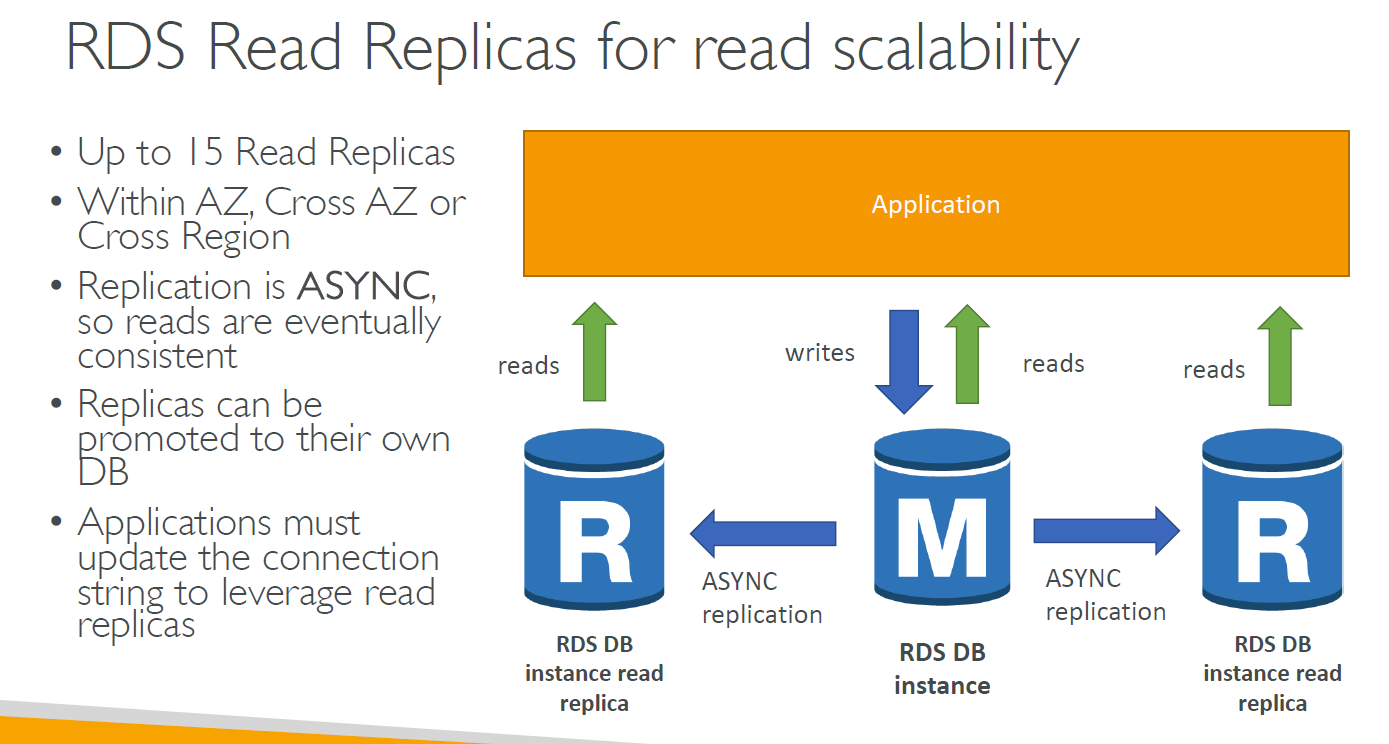 RDS Read Replicas for read scalability
• Up to 15 Read Replicas
• Within AZ, Cross AZ or
Cross Region
• Replication is ASYNC,
so reads are eventually
consistent
• Replicas can be
promoted to their own
DB
• Applications must
update the connection
string to leverage read
replicas
Application
reads
writes
reads
reads
R
M
R
ASYNC
replication
ASYNC
replication
RDS DB
instance read
replica
RDS DB
instance
RDS DB
instance read
replica